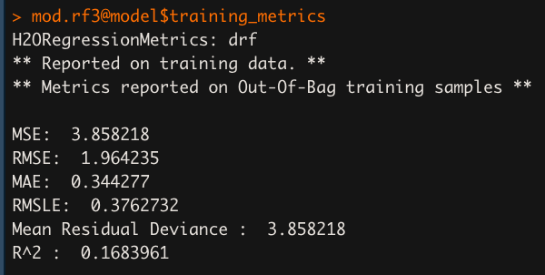 > mod.rf3@model$training_metrics
H2ORegressionMetrics: drf
** Reported on training data. **
** Metrics reported on Out-Of-Bag training samples **
MSE:  3.858218
RMSE:  1.964235
MAE:  0.344277
RMSLE:  0.3762732
Mean Residual Deviance :  3.858218
R^2 :  0.1683961